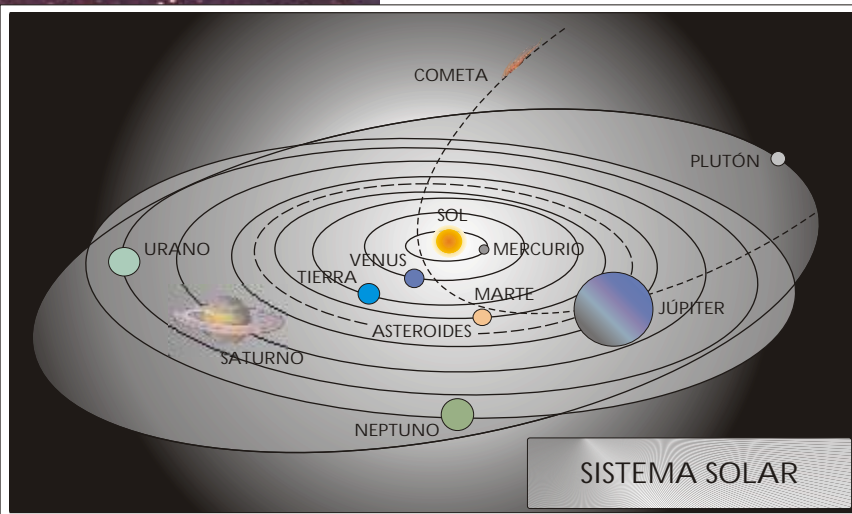 COMETA
PLUTÓN
SOL
URANO
MERCURIO
VENUS
TIERRA
MARTE
JÚPITER
ASTEROIDES
SATURNO
NEPTUNO
SISTEMA SOLAR